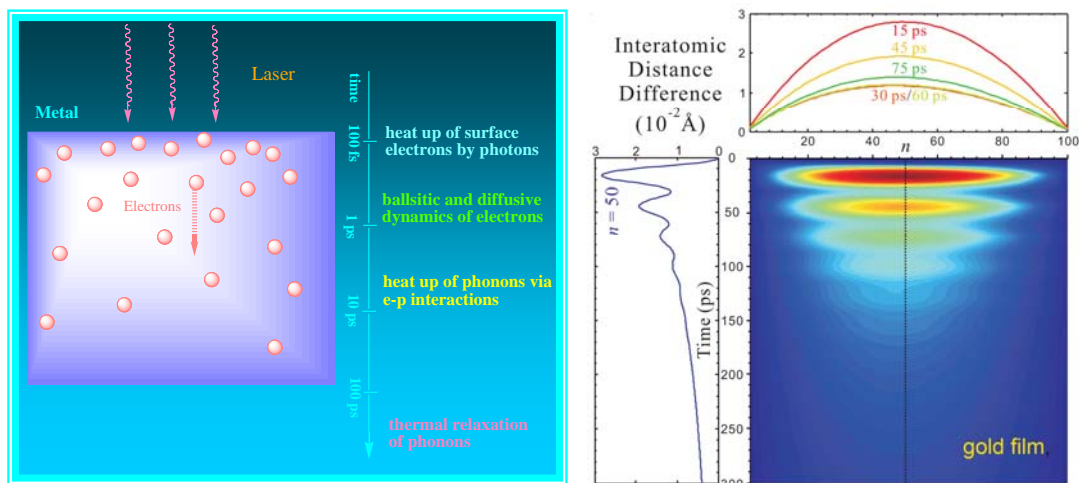 Laser
Metal
Electrons
time
100 fs
1 ps
10 ps
100 ps
heat up of surface
electrons by photons
ballsitic and diffusive
dynamics of electrons
heat up of phonons via
e-p interactions
thermal relaxation
of phonons
Interatomic
Distance
Difference
(10⁻² Å)
3
2
1
0
15 ps
45 ps
75 ps
30 ps/60 ps
20
40
n
60
80
100
3
2
1
0
n = 50
0
50
100
150
200
250
300
Time (ps)
gold film